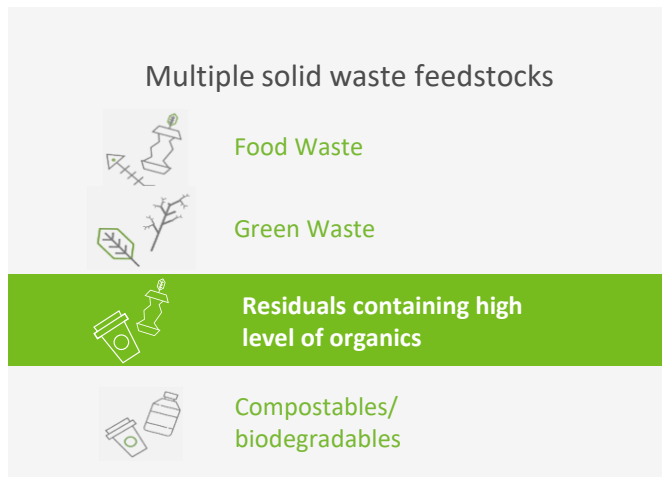 Multiple solid waste feedstocks
Food Waste
Green Waste
Residuals containing high
level of organics
Compostables/
biodegradables